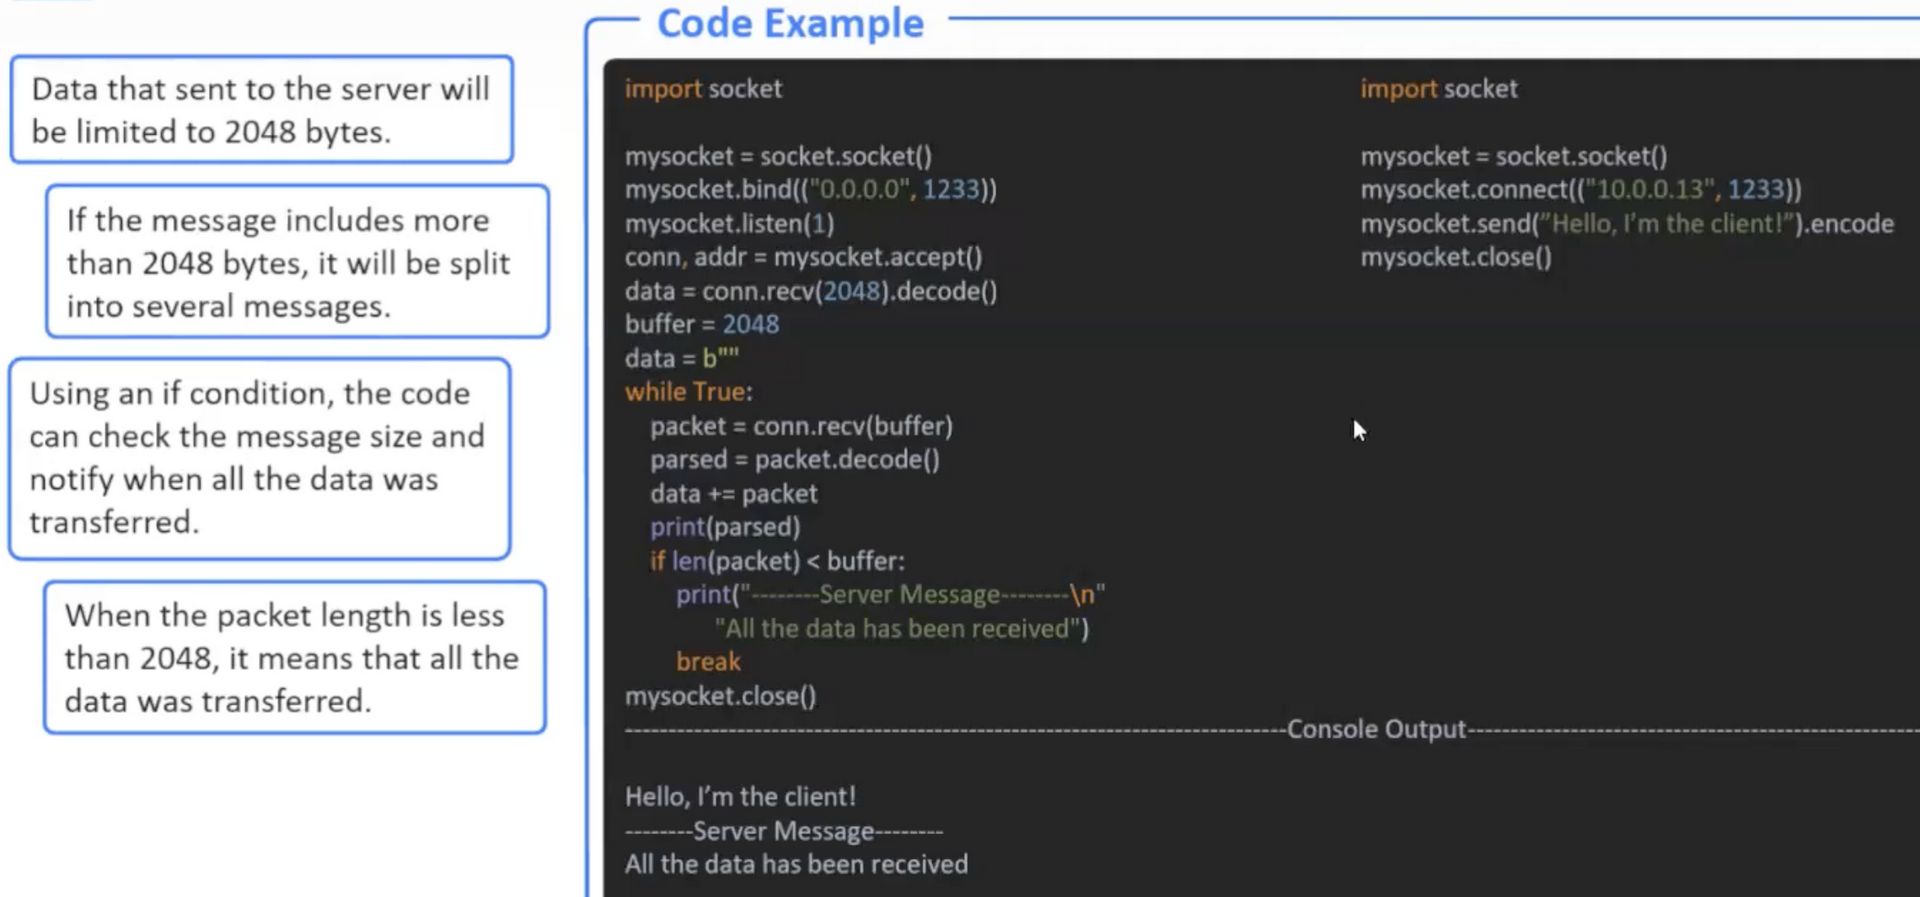 Code Example
Data that sent to the server will
be limited to 2048 bytes.
If the message includes more
than 2048 bytes, it will be split
into several messages.
Using an if condition, the code
can check the message size and
notify when all the data was
transferred.
When the packet length is less
than 2048, it means that all the
data was transferred.
import socket
mysocket = socket.socket()
mysocket.bind(("0.0.0.0", 1233))
mysocket.listen(1)
conn, addr = mysocket.accept()
data = conn.recv(2048).decode()
buffer = 2048
data = b""
while True:
packet = conn.recv(buffer)
parsed = packet.decode()
data += packet
print(parsed)
if len(packet) < buffer:
print("--------Server Message--------\n"
"All the data has been received")
break
mysocket.close()
import socket
mysocket = socket.socket()
mysocket.connect(("10.0.0.13", 1233))
mysocket.send("Hello, I’m the client!").encode
mysocket.close()
------------------------------------------------------------------------------Console Output------------------------------------------------------
Hello, I’m the client!
--------Server Message--------
All the data has been received